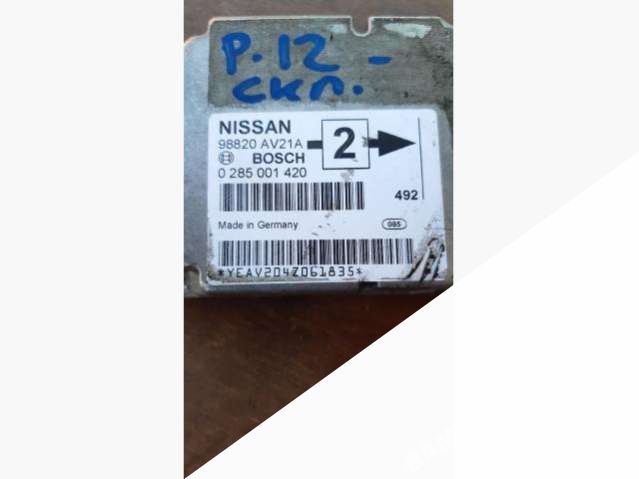 P.12 -
скл.
NISSAN
98820 AV21A
2
BOSCH
0 285 001 420
492
Made in Germany
085
*YEAV204Z061835*